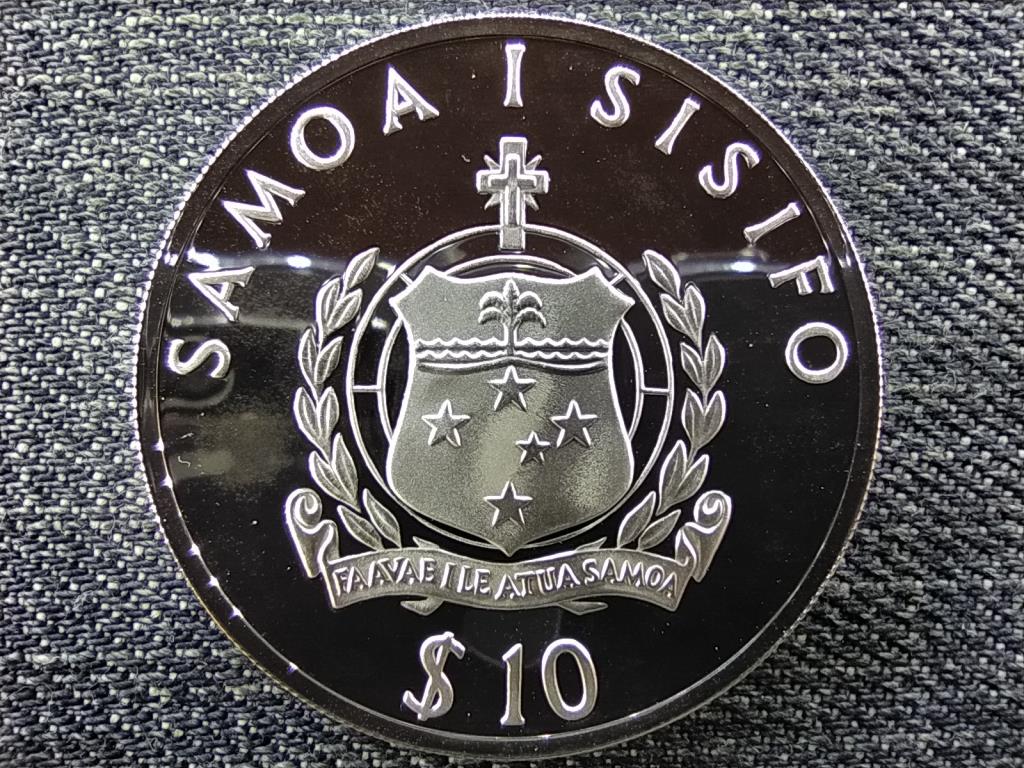 SAMOA I SISIFO
FAAVAE I LE ATUA SAMOA
$ 10